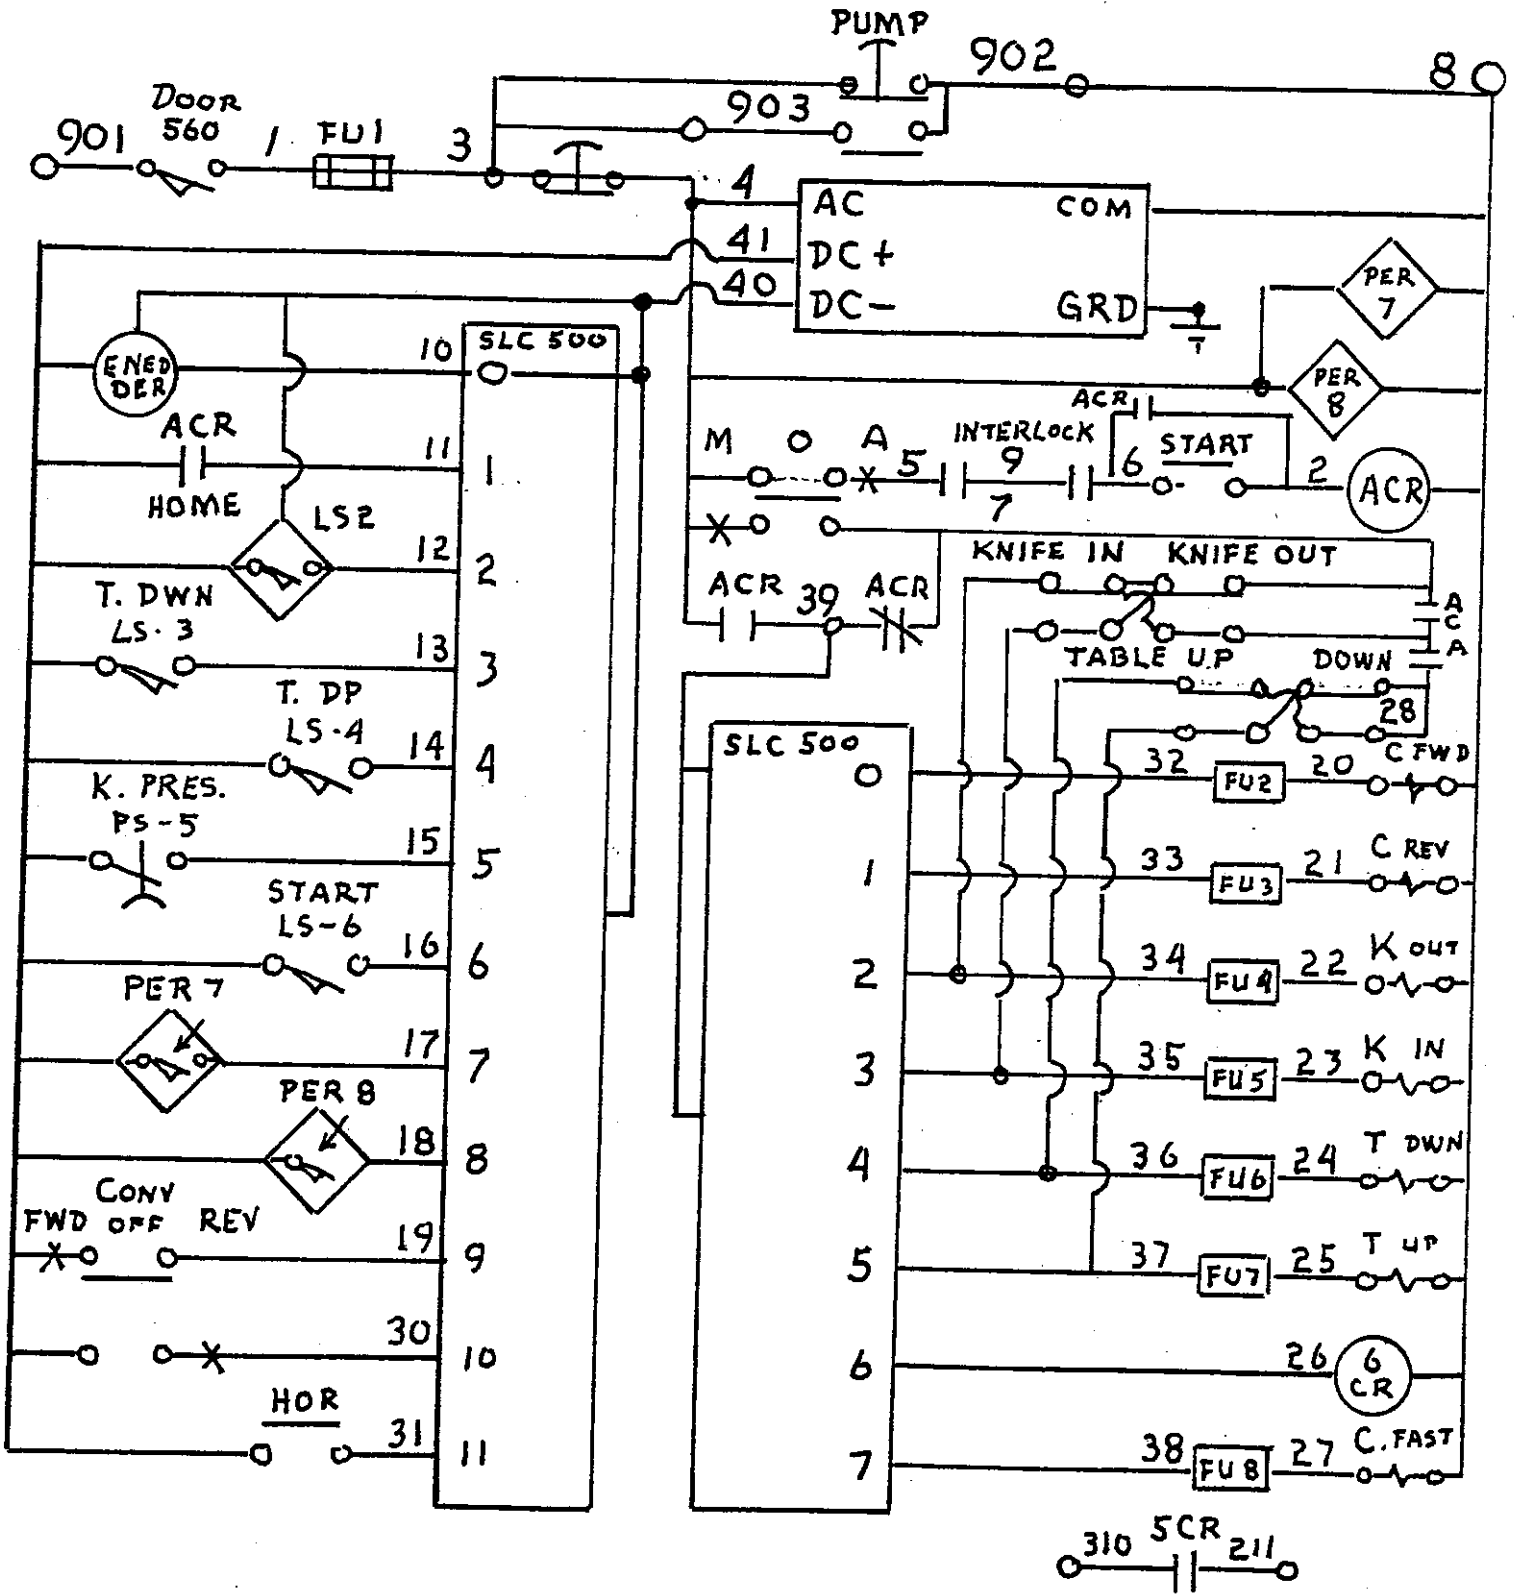 PUMP
902
8
DOOR
560
901
1
FU1
3
903
4
AC
COM
41
DC+
40
DC-
GRD
PER
7
PER
8
10
SLC 500
ENED
DER
0
ACR
11
1
HOME
LS2
12
2
T. DWN
LS-3
13
3
T. DP
LS-4
14
4
K. PRES.
PS-5
15
5
START
LS-6
16
6
PER 7
17
7
PER 8
18
8
CONV
FWD OFF REV
19
9
30
10
HOR
31
11
M O A
5
INTERLOCK
9
7
ACR
6
START
2
ACR
KNIFE IN KNIFE OUT
ACR
39
ACR
A
C
A
TABLE UP DOWN
28
SLC 500
0
32
FU2
20
C FWD
1
33
FU3
21
C REV
2
34
FU4
22
K OUT
3
35
FU5
23
K IN
4
36
FU6
24
T DWN
5
37
FU7
25
T UP
6
26
6
CR
7
38
FU8
27
C. FAST
310
5CR
211